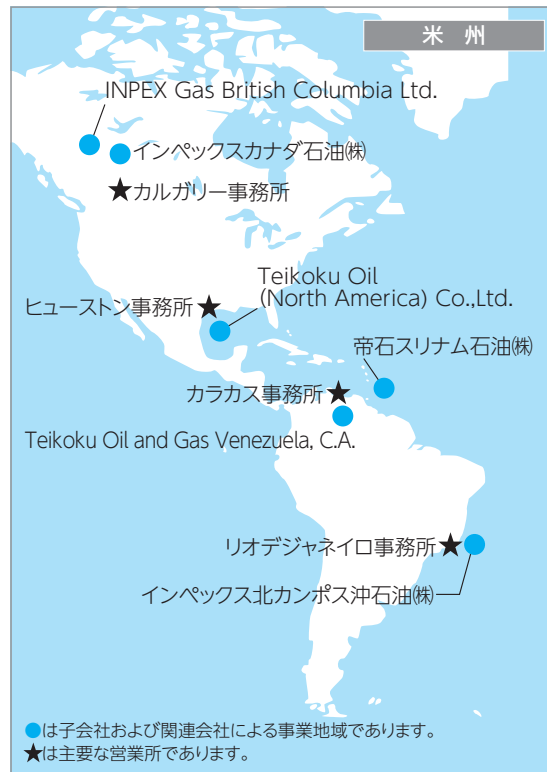 米 州
INPEX Gas British Columbia Ltd.
インペックスカナダ石油㈱
★カルガリー事務所
Teikoku Oil
(North America) Co.,Ltd.
ヒューストン事務所★
帝石スリナム石油㈱
カラカス事務所★
Teikoku Oil and Gas Venezuela, C.A.
リオデジャネイロ事務所★
インペックス北カンポス沖石油㈱
●は子会社および関連会社による事業地域であります。
★は主要な営業所であります。